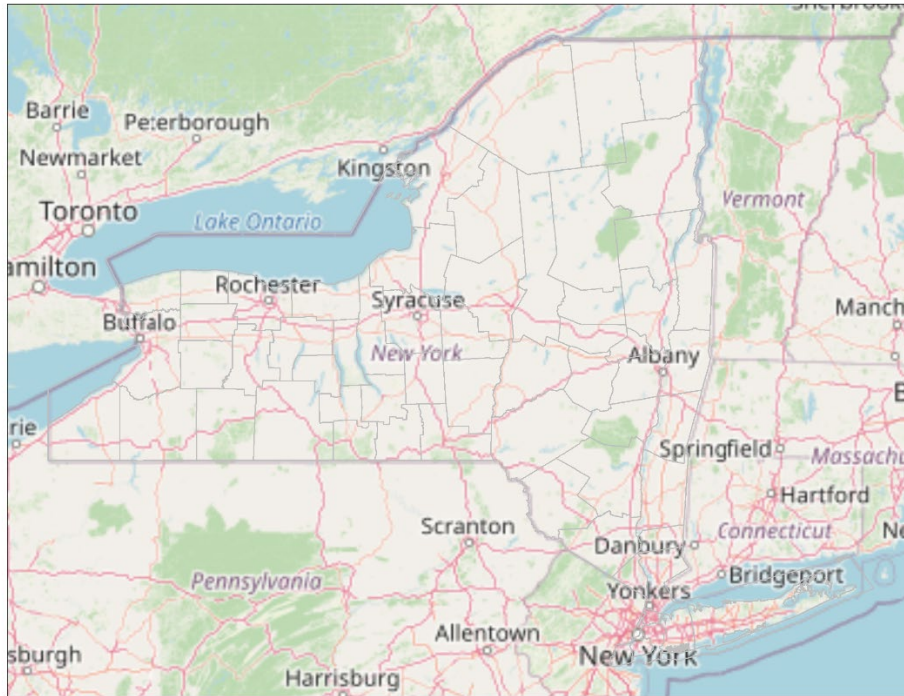 Sherbrooke
Barrie
Peterborough
Newmarket
Kingston
Toronto
Vermont
Lake Ontario
amilton
Rochester
Syracuse
Manch
Buffalo
New York
Albany
B
rie
Springfield
Massachu
Hartford
Scranton
Connecticut
Ne
Danbury
Bridgeport
Pennsylvania
Yonkers
Allentown
New York
sburgh
Harrisburg